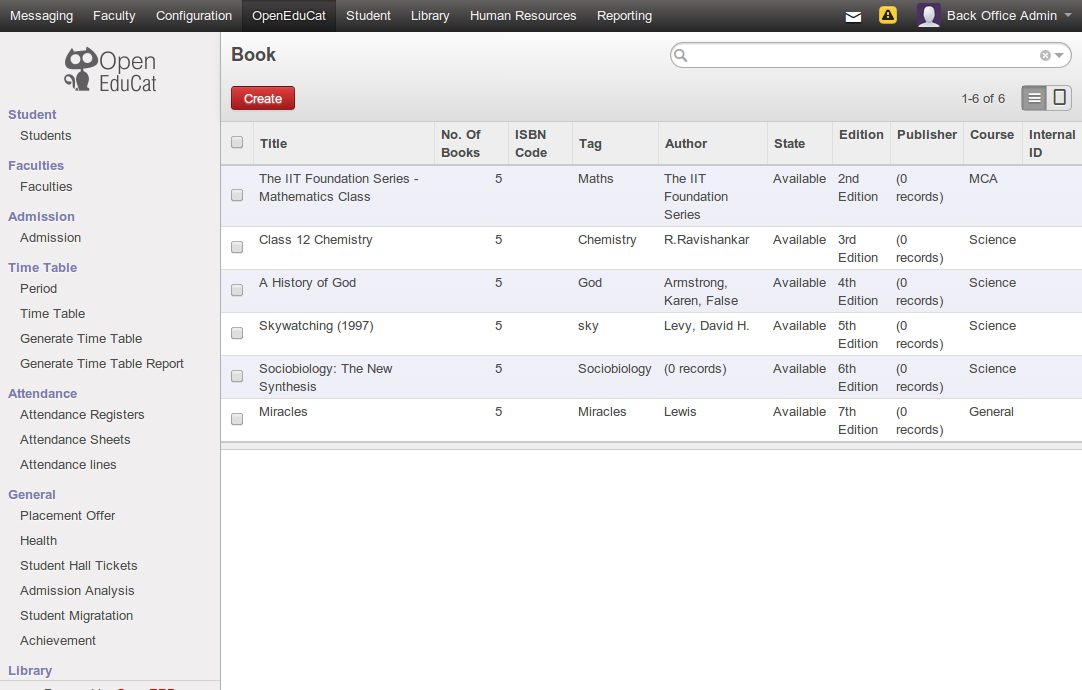 Messaging Faculty Configuration OpenEduCat Student Library Human Resources Reporting Back Office Admin
Open
EduCat
Student
Students
Faculties
Faculties
Admission
Admission
Time Table
Period
Time Table
Generate Time Table
Generate Time Table Report
Attendance
Attendance Registers
Attendance Sheets
Attendance lines
General
Placement Offer
Health
Student Hall Tickets
Admission Analysis
Student Migratation
Achievement
Library
Book
Create
1-6 of 6
Title No. Of Books ISBN Code Tag Author State Edition Publisher Course Internal ID
The IIT Foundation Series - Mathematics Class 5 Maths The IIT Foundation Series Available 2nd Edition (0 records) MCA
Class 12 Chemistry 5 Chemistry R.Ravishankar Available 3rd Edition (0 records) Science
A History of God 5 God Armstrong, Karen, False Available 4th Edition (0 records) Science
Skywatching (1997) 5 sky Levy, David H. Available 5th Edition (0 records) Science
Sociobiology: The New Synthesis 5 Sociobiology (0 records) Available 6th Edition (0 records) Science
Miracles 5 Miracles Lewis Available 7th Edition (0 records) General